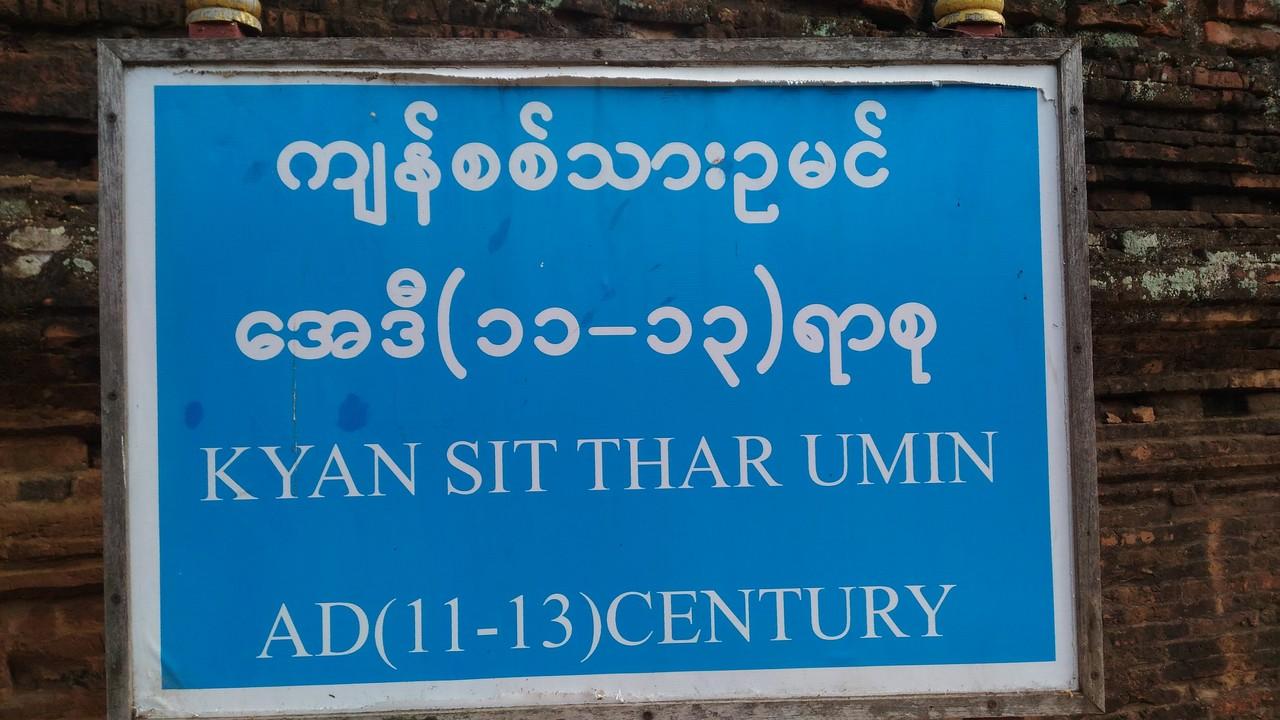 ကျန်စစ်သားဥမင်
အေဒီ(၁၁–၁၃)ရာစု
KYAN SIT THAR UMIN
AD(11-13)CENTURY